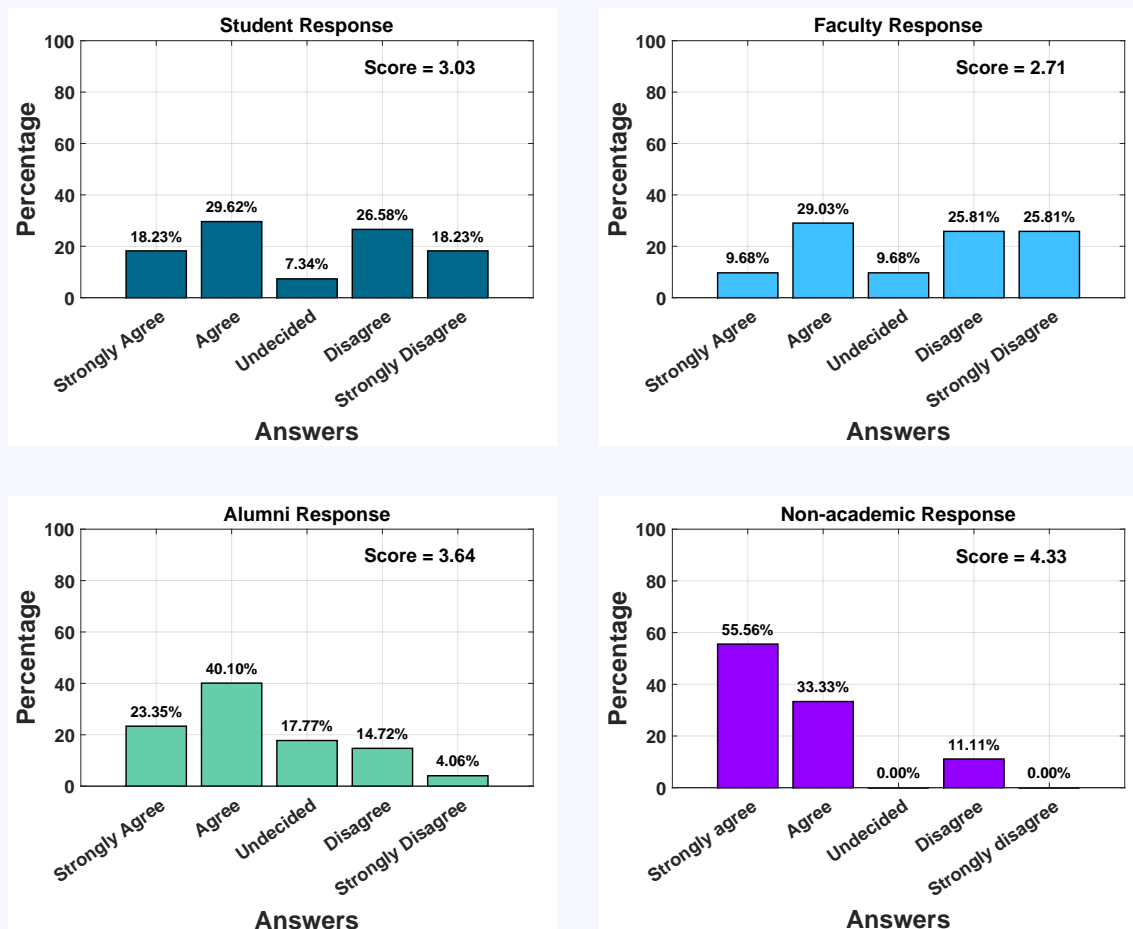 Student Response
Score = 3.03
Percentage
100
80
60
40
20
0
18.23%
29.62%
7.34%
26.58%
18.23%
Strongly Agree
Agree
Undecided
Disagree
Strongly Disagree
Answers
Faculty Response
Score = 2.71
Percentage
100
80
60
40
20
0
9.68%
29.03%
9.68%
25.81%
25.81%
Strongly Agree
Agree
Undecided
Disagree
Strongly Disagree
Answers
Alumni Response
Score = 3.64
Percentage
100
80
60
40
20
0
23.35%
40.10%
17.77%
14.72%
4.06%
Strongly Agree
Agree
Undecided
Disagree
Strongly Disagree
Answers
Non-academic Response
Score = 4.33
Percentage
100
80
60
40
20
0
55.56%
33.33%
0.00%
11.11%
0.00%
Strongly agree
Agree
Undecided
Disagree
Strongly disagree
Answers